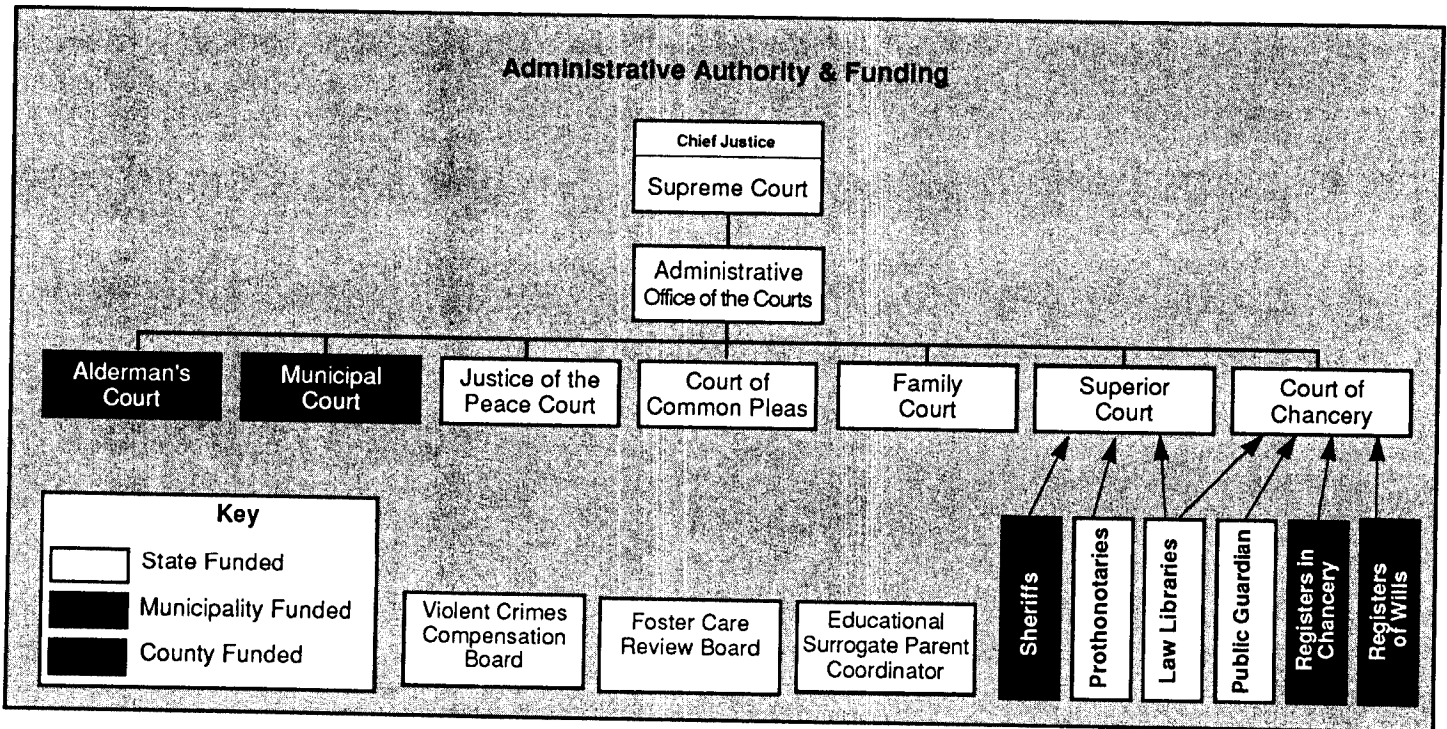 Administrative Authority & Funding
Chief Justice
Supreme Court
Administrative
Office of the Courts
Alderman's
Court
Municipal
Court
Justice of the
Peace Court
Court of
Common Pleas
Family
Court
Superior
Court
Court of
Chancery
Key
State Funded
Municipality Funded
County Funded
Violent Crimes
Compensation
Board
Foster Care
Review Board
Educational
Surrogate Parent
Coordinator
Sheriffs
Prothonotaries
Law Libraries
Public Guardian
Registers in
Chancery
Registers
of Wills